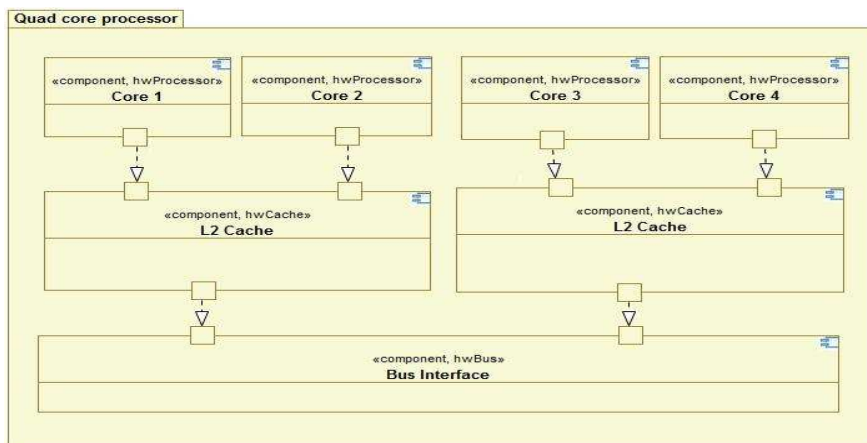 Quad core processor
«component, hwProcessor»
Core 1
«component, hwProcessor»
Core 2
«component, hwProcessor»
Core 3
«component, hwProcessor»
Core 4
«component, hwCache»
L2 Cache
«component, hwCache»
L2 Cache
«component, hwBus»
Bus Interface